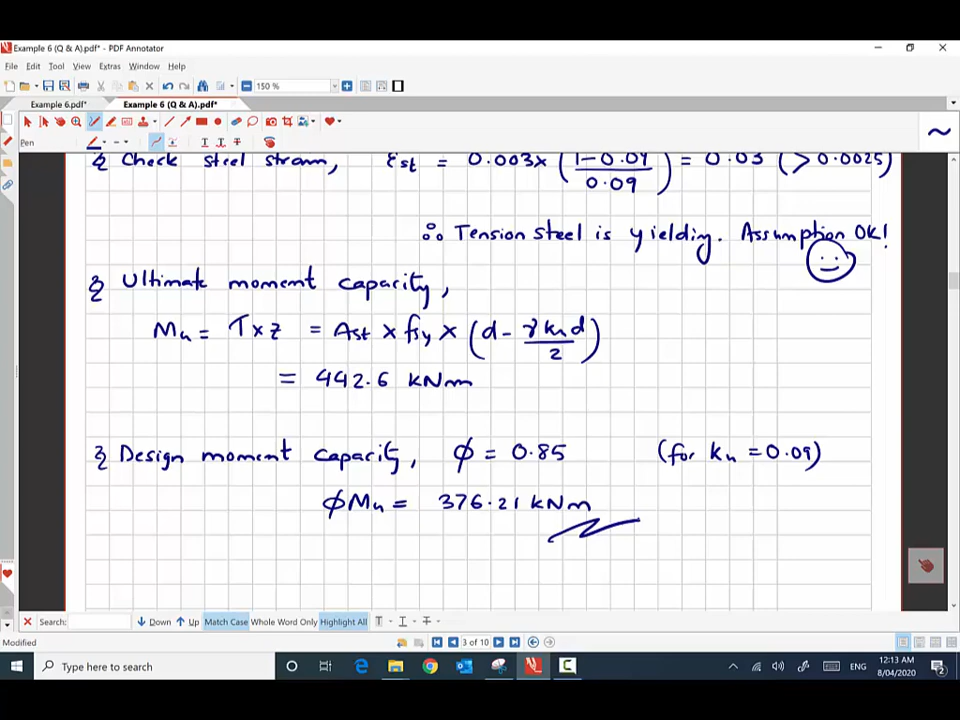 Example 6 (Q & A).pdf* - PDF Annotator
File Edit Tool View Extras Window Help
150 %
Example 6.pdf* Example 6 (Q & A).pdf*
Pen
Check steel strain, εst = 0.003x (1-0.09 / 0.09) = 0.03 (> 0.0025)
∴ Tension steel is yielding. Assumption OK!
Ultimate moment capacity,
Mu = T x z = Ast x fsy x (d - γkud / 2)
= 442.6 kNm
Design moment capacity, ϕ = 0.85 (for ku = 0.09)
ϕMu = 376.21 kNm
Search: Down Up Match Case Whole Word Only Highlight All
Modified 3 of 10
Type here to search ENG 12:13 AM
8/04/2020 2